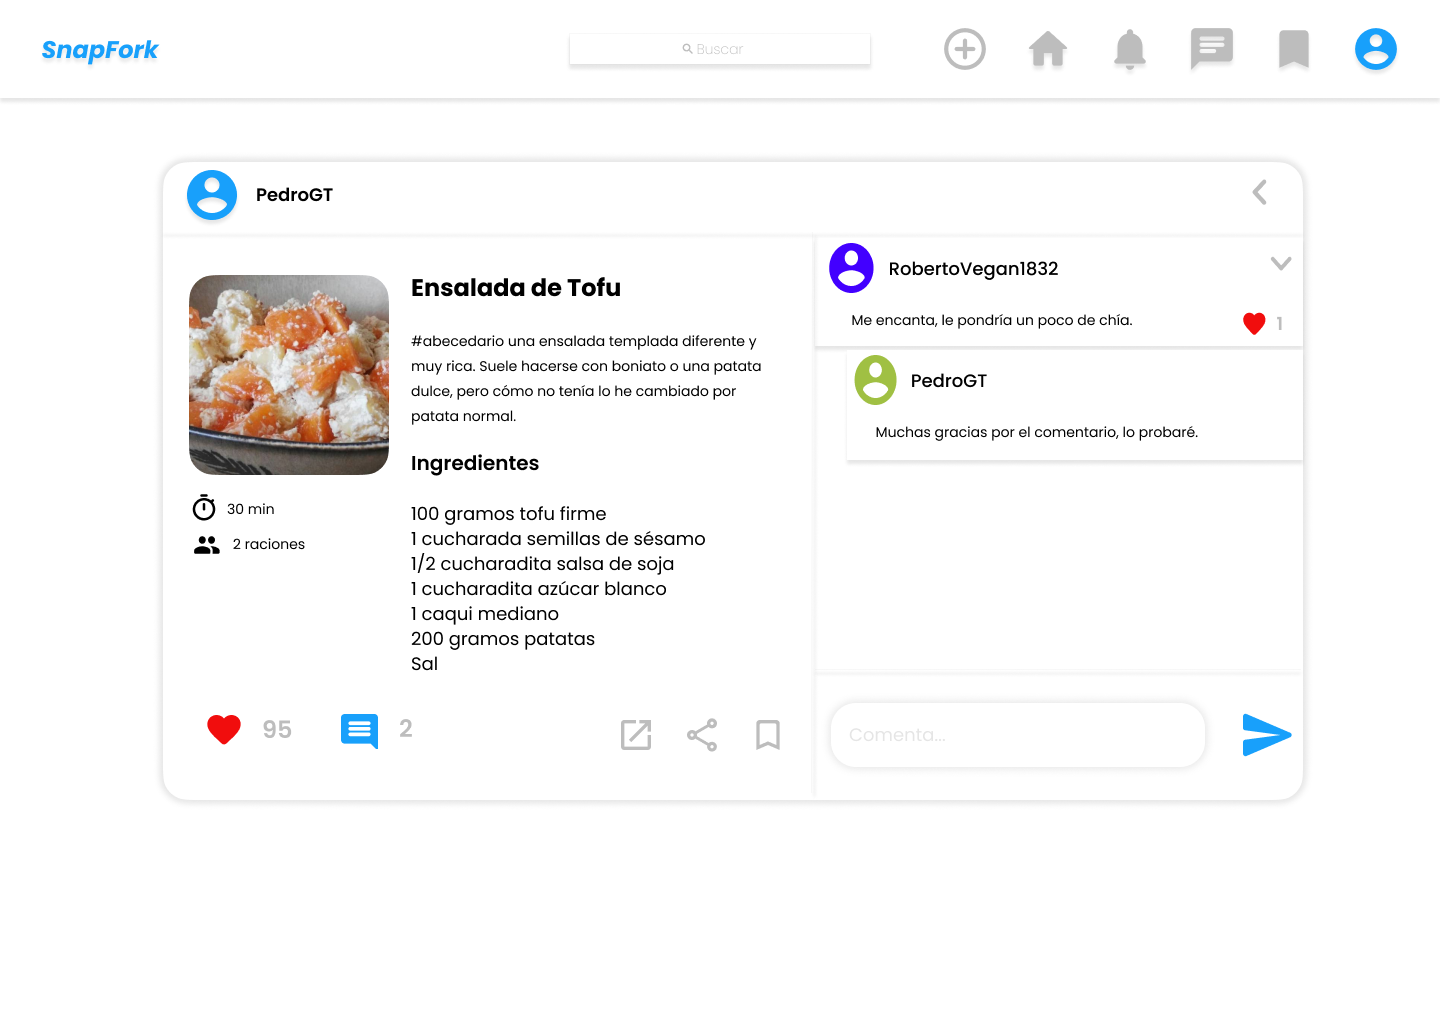 SnapFork
Buscar
PedroGT
Ensalada de Tofu
#abecedario una ensalada templada diferente y
muy rica. Suele hacerse con boniato o una patata
dulce, pero cómo no tenía lo he cambiado por
patata normal.
30 min
2 raciones
Ingredientes
100 gramos tofu firme
1 cucharada semillas de sésamo
1/2 cucharadita salsa de soja
1 cucharadita azúcar blanco
1 caqui mediano
200 gramos patatas
Sal
95
2
RobertoVegan1832
Me encanta, le pondría un poco de chía.
1
PedroGT
Muchas gracias por el comentario, lo probaré.
Comenta...